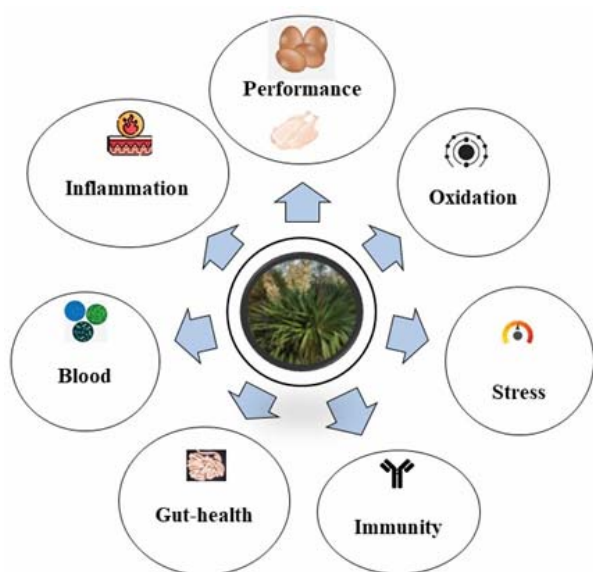 Performance
Inflammation
Oxidation
Blood
Stress
Gut-health
Immunity